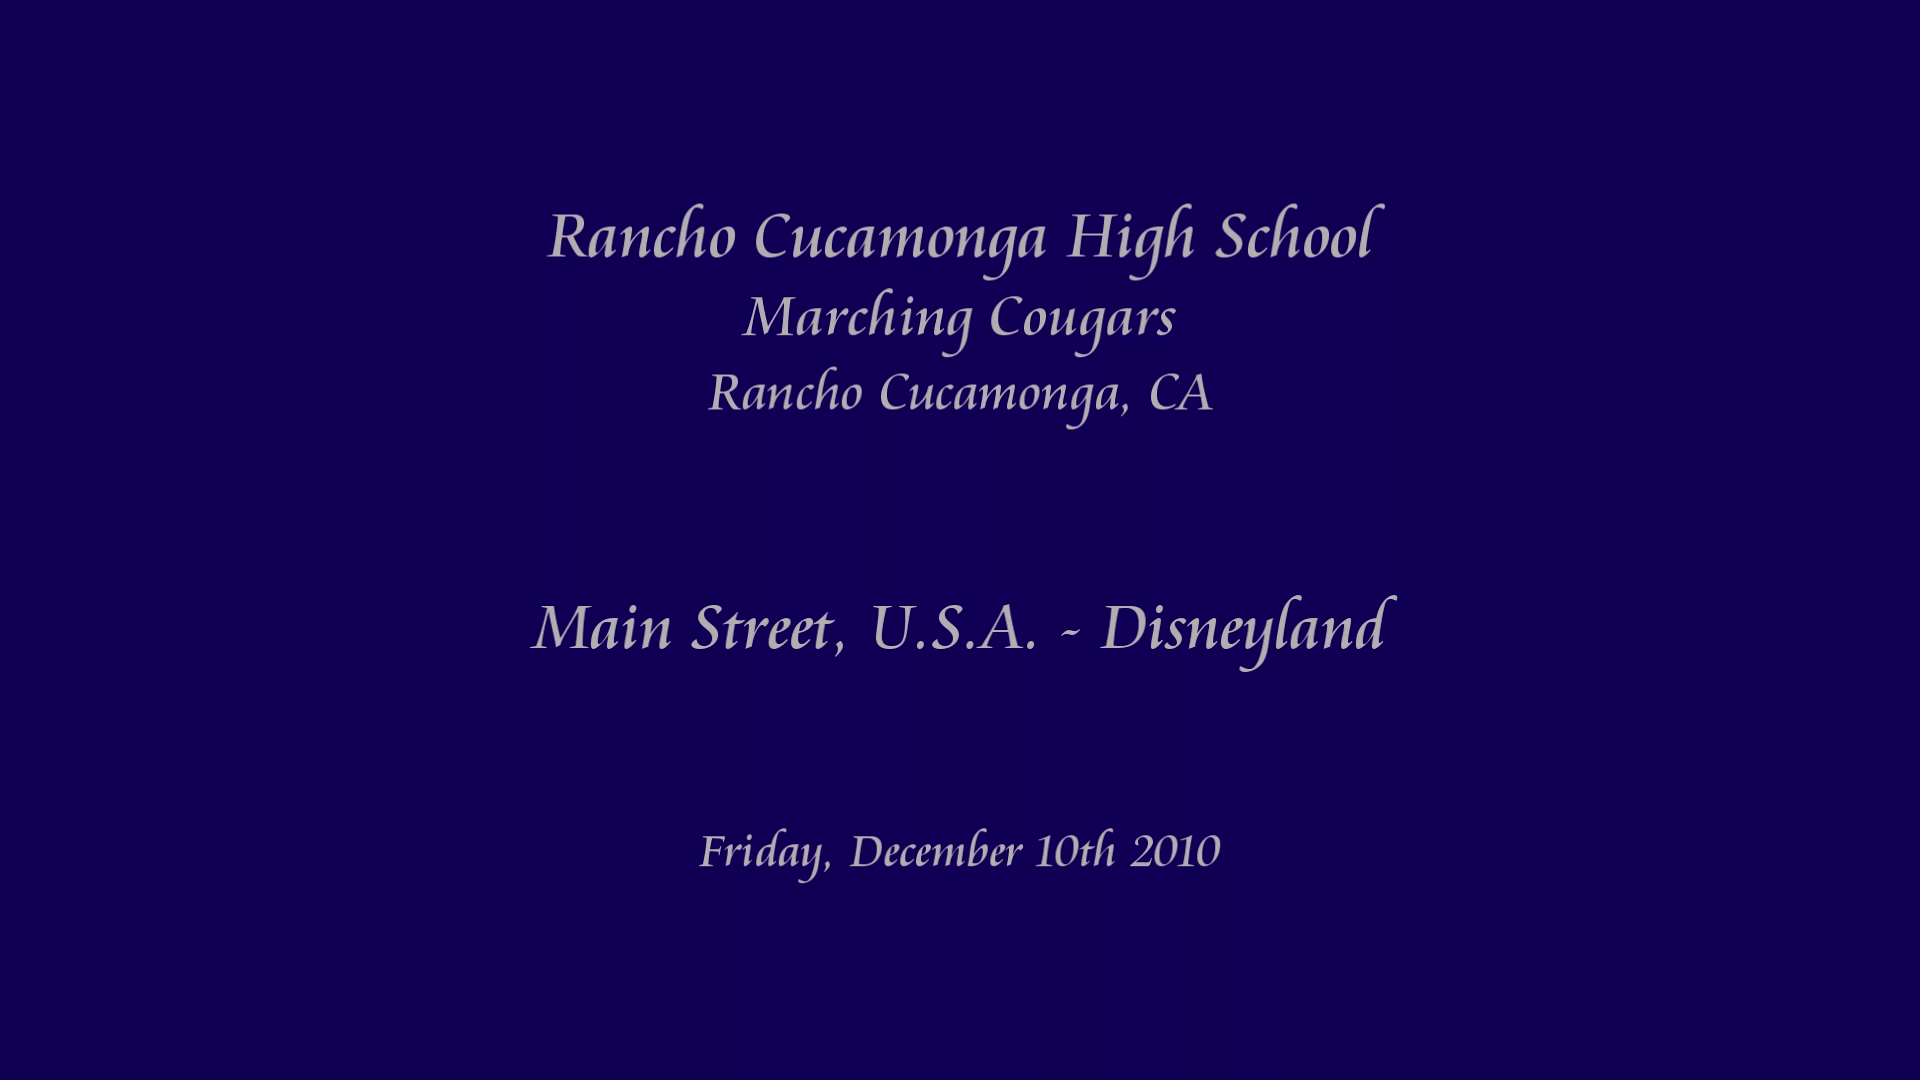 Rancho Cucamonga High School
Marching Cougars
Rancho Cucamonga, CA
Main Street, U.S.A. - Disneyland
Friday, December 10th 2010